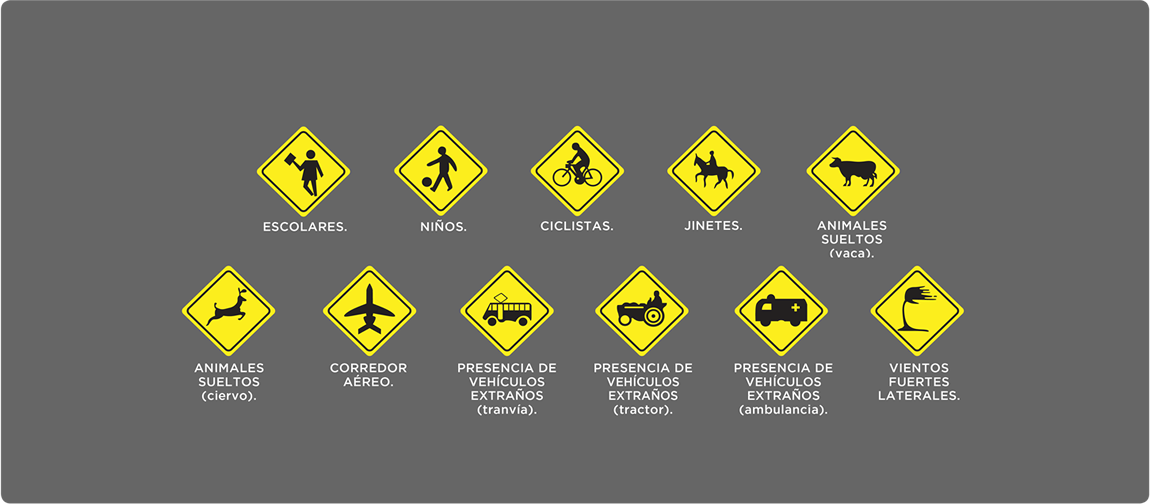 ESCOLARES.
NIÑOS.
CICLISTAS.
JINETES.
ANIMALES
SUELTOS
(vaca).
ANIMALES
SUELTOS
(ciervo).
CORREDOR
AÉREO.
PRESENCIA DE
VEHÍCULOS
EXTRAÑOS
(tranvía).
PRESENCIA DE
VEHÍCULOS
EXTRAÑOS
(tractor).
PRESENCIA DE
VEHÍCULOS
EXTRAÑOS
(ambulancia).
VIENTOS
FUERTES
LATERALES.